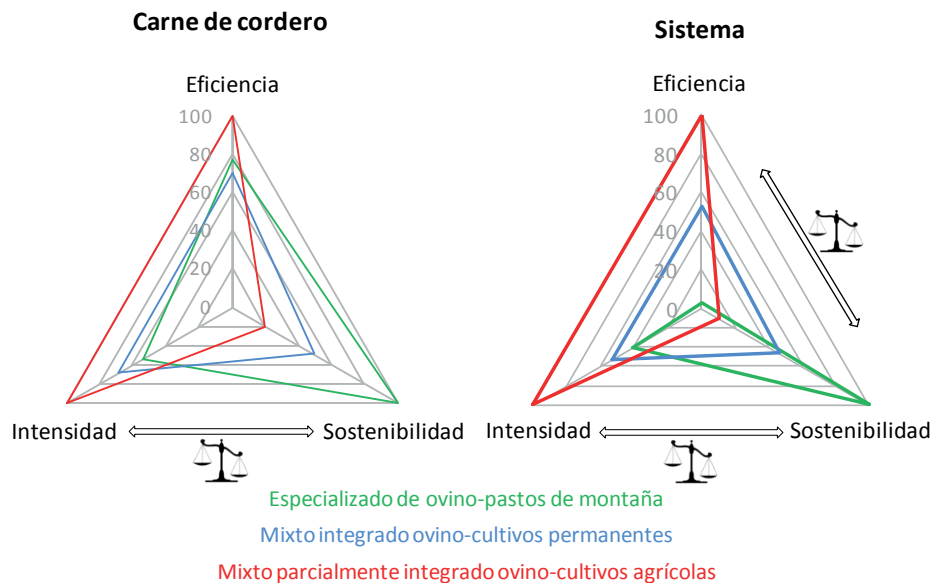 Carne de cordero
Sistema
Eficiencia
100
80
60
40
20
0
Intensidad
Sostenibilidad
Eficiencia
100
80
60
40
20
0
Intensidad
Sostenibilidad
Especializado de ovino-pastos de montaña
Mixto integrado ovino-cultivos permanentes
Mixto parcialmente integrado ovino-cultivos agrícolas